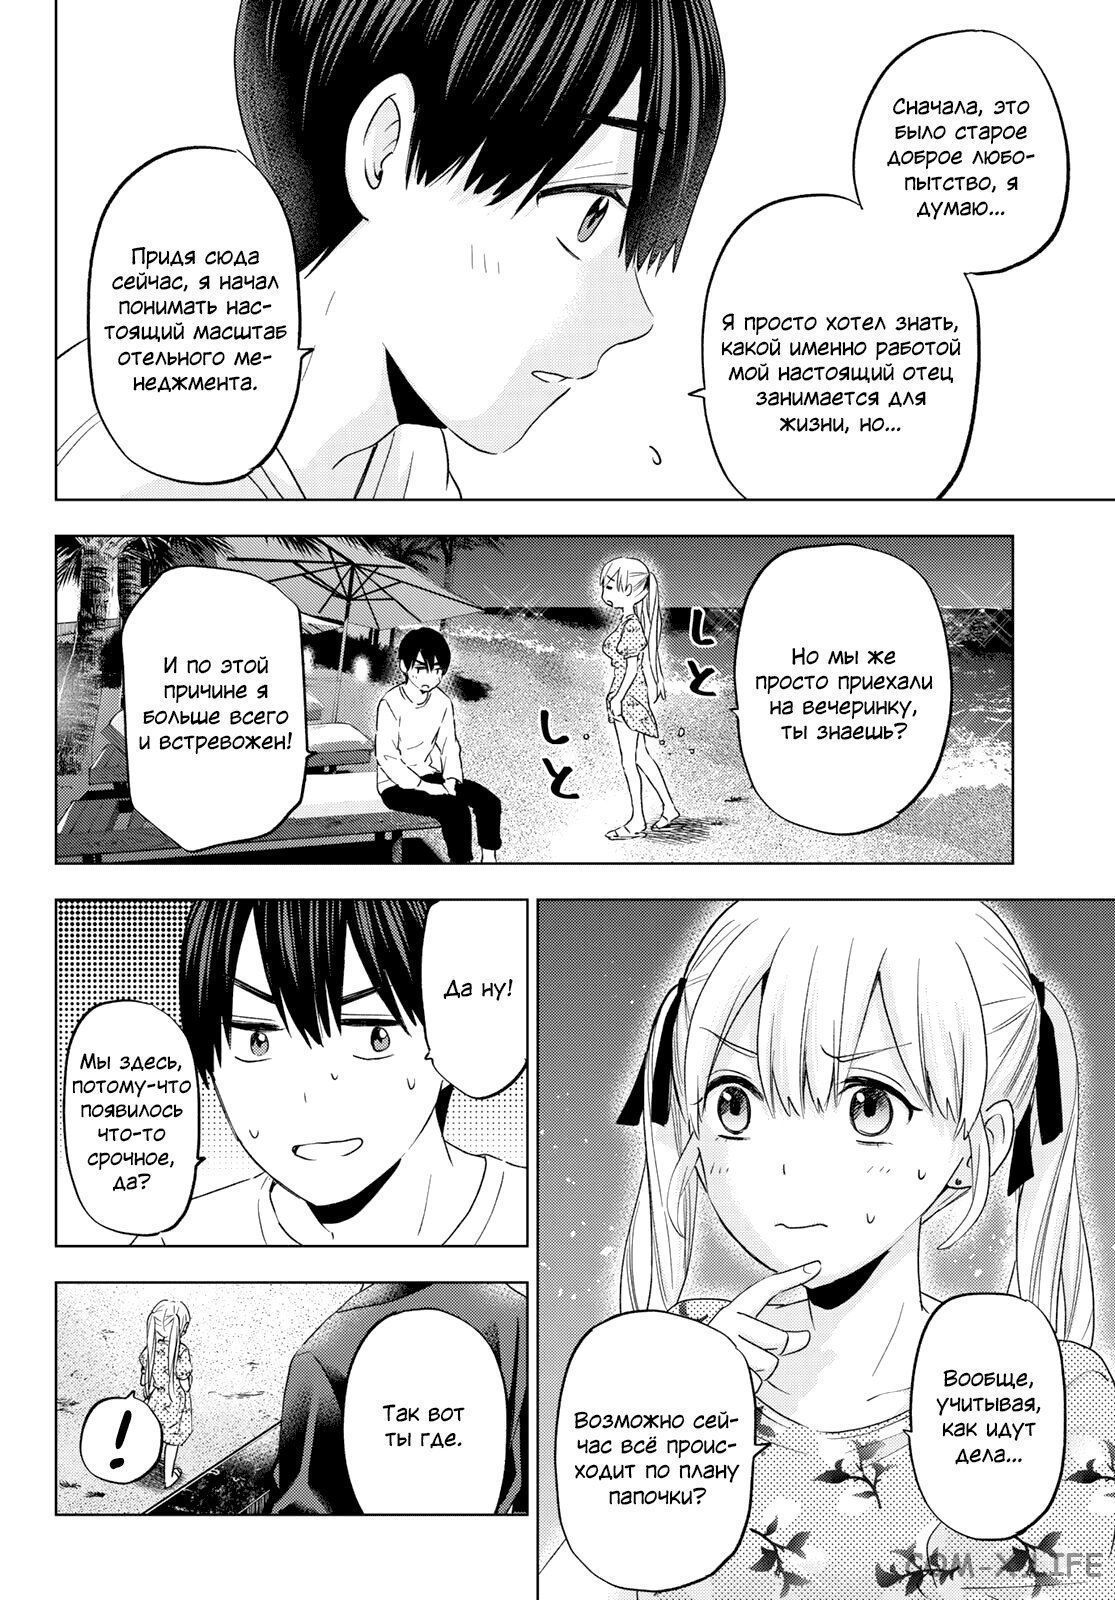 Сначала, это
было старое
доброе любо-
пытство, я
думаю...
Я просто хотел знать,
какой именно работой
мой настоящий отец
занимается для
жизни, но...
Придя сюда
сейчас, я начал
понимать нас-
тоящий масштаб
отельного ме-
неджмента.
Но мы же
просто приехали
на вечеринку,
ты знаешь?
しと
しと
И по этой
причине я
больше всего
и встревожен!
Вообще,
учитывая,
как идут
дела...
Возможно сей-
час всё проис-
ходит по плану
папочки?
Да ну!
Мы здесь,
потому-что
появилось
что-то
срочное,
да?
Так вот
ты где.
!
COM-X.LIFE